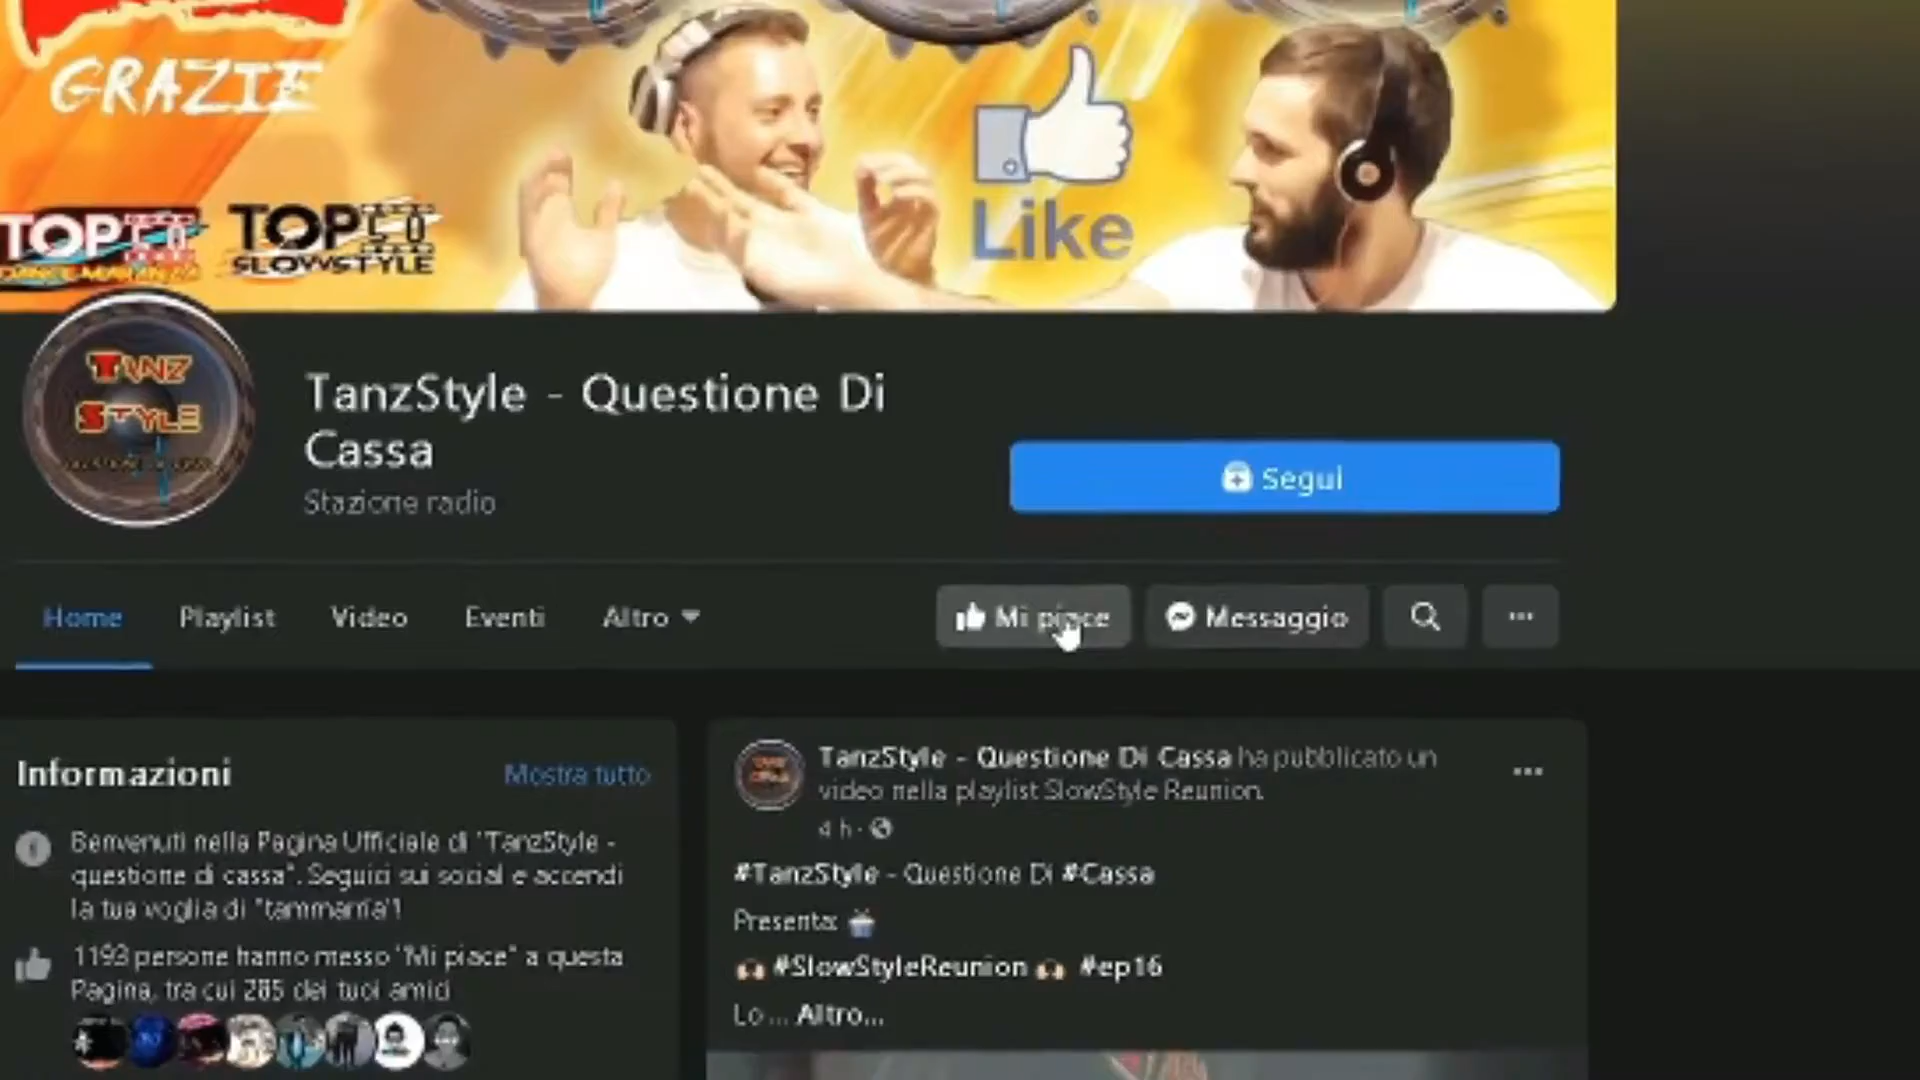 GRAZIE
TOP 50
TOP 50
SLOWSTYLE
Like
TANZ
STYLE
TanzStyle - Questione Di
Cassa
Stazione radio
Segui
Home Playlist Video Eventi Altro
Mi piace Messaggio
Informazioni Mostra tutto
Benvenuti nella Pagina Ufficiale di "TanzStyle -
questione di cassa". Seguici sui social e accendi
la tua voglia di "tammarria"!
1193 persone hanno messo "Mi piace" a questa
Pagina, tra cui 285 dei tuoi amici
TanzStyle - Questione Di Cassa ha pubblicato un
video nella playlist SlowStyle Reunion.
4 h ·
#TanzStyle - Questione Di #Cassa
Presenta:
#SlowStyleReunion #ep16
Lo ... Altro...